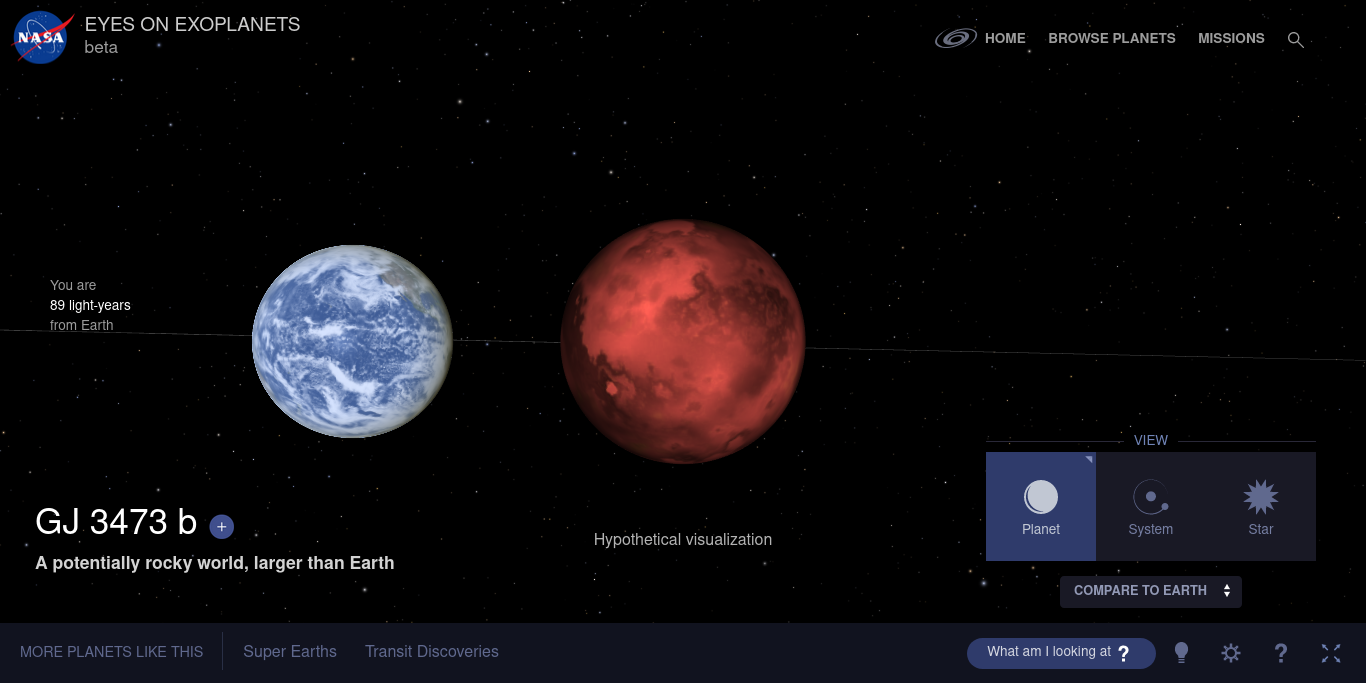 NASA
EYES ON EXOPLANETS
beta
HOME
BROWSE PLANETS
MISSIONS
You are
89 light-years
from Earth
VIEW
Planet
System
Star
GJ 3473 b +
A potentially rocky world, larger than Earth
Hypothetical visualization
COMPARE TO EARTH
MORE PLANETS LIKE THIS
Super Earths
Transit Discoveries
What am I looking at ?
?